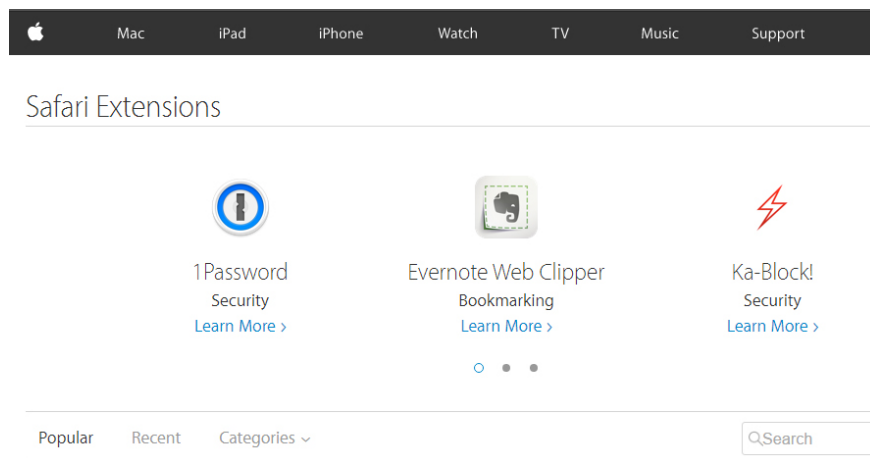 Mac iPad iPhone Watch TV Music Support
Safari Extensions
1Password Evernote Web Clipper Ka-Block!
Security Bookmarking Security
Learn More > Learn More > Learn More >
Popular Recent Categories Search